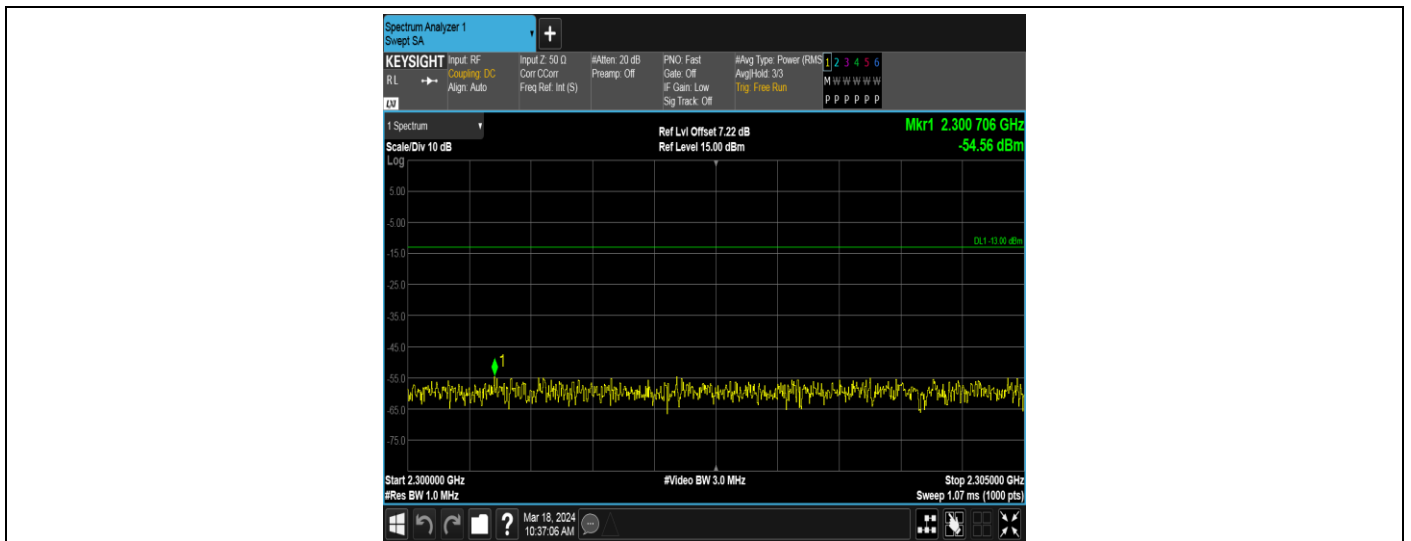 Spectrum Analyzer 1
Swept SA
+
KEYSIGHT Input: RF Input Z: 50 Ω #Atten: 20 dB PNO: Fast #Avg Type: Power (RMS 1 2 3 4 5 6
RL Coupling: DC Corr CCorr Preamp: Off Gate: Off Avg|Hold: 3/3 M W W W W W
Align: Auto Freq Ref: Int (S) IF Gain: Low Trig: Free Run
LXI Sig Track: Off P P P P P P
1 Spectrum Ref Lvl Offset 7.22 dB Mkr1 2.300 706 GHz
Scale/Div 10 dB Ref Level 15.00 dBm -54.56 dBm
Log
5.00
-5.00
DL1 -13.00 dBm
-15.0
-25.0
-35.0
-45.0
1
-55.0
-65.0
-75.0
Start 2.300000 GHz #Video BW 3.0 MHz Stop 2.305000 GHz
#Res BW 1.0 MHz Sweep 1.07 ms (1000 pts)
? Mar 18, 2024
10:37:06 AM